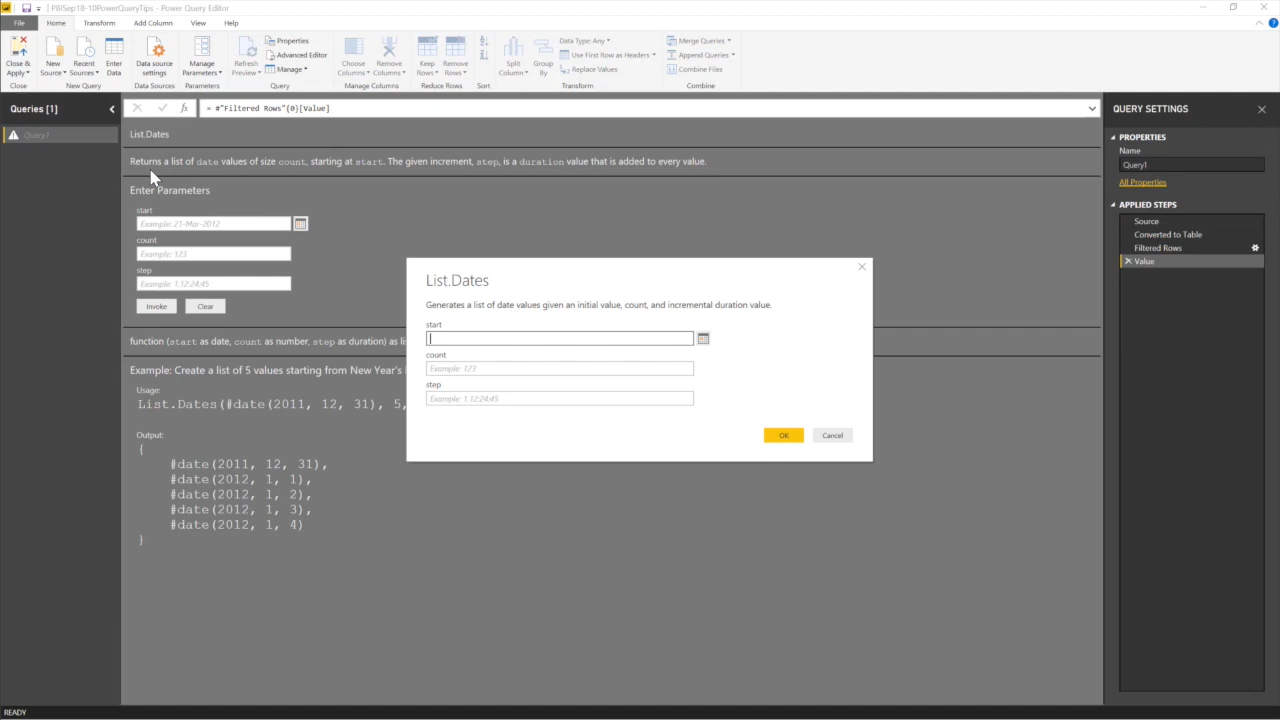 PBISep18-10PowerQueryTips - Power Query Editor
File Home Transform Add Column View Help
Close & Apply
New Source
Recent Sources
Enter Data
Data source settings
Manage Parameters
Refresh Preview
Properties
Advanced Editor
Manage
Choose Columns
Remove Columns
Keep Rows
Remove Rows
Split Column
Group By
Data Type: Any
Use First Row as Headers
Replace Values
Merge Queries
Append Queries
Combine Files
Close
New Query
Data Sources
Parameters
Query
Manage Columns
Reduce Rows
Sort
Transform
Combine
Queries [1]
Query1
fx
= #"Filtered Rows"{0}[Value]
List.Dates
Returns a list of date values of size count, starting at start. The given increment, step, is a duration value that is added to every value.
Enter Parameters
start
Example: 21-Mar-2012
count
Example: 123
step
Example: 1.12:24:45
Invoke Clear
function (start as date, count as number, step as duration) as lis
Example: Create a list of 5 values starting from New Year's
Usage:
List.Dates(#date(2011, 12, 31), 5,
Output:
{
#date(2011, 12, 31),
#date(2012, 1, 1),
#date(2012, 1, 2),
#date(2012, 1, 3),
#date(2012, 1, 4)
}
List.Dates
Generates a list of date values given an initial value, count, and incremental duration value.
start
count
Example: 123
step
Example: 1.12:24:45
OK Cancel
QUERY SETTINGS
PROPERTIES
Name
Query1
All Properties
APPLIED STEPS
Source
Converted to Table
Filtered Rows
Value
READY